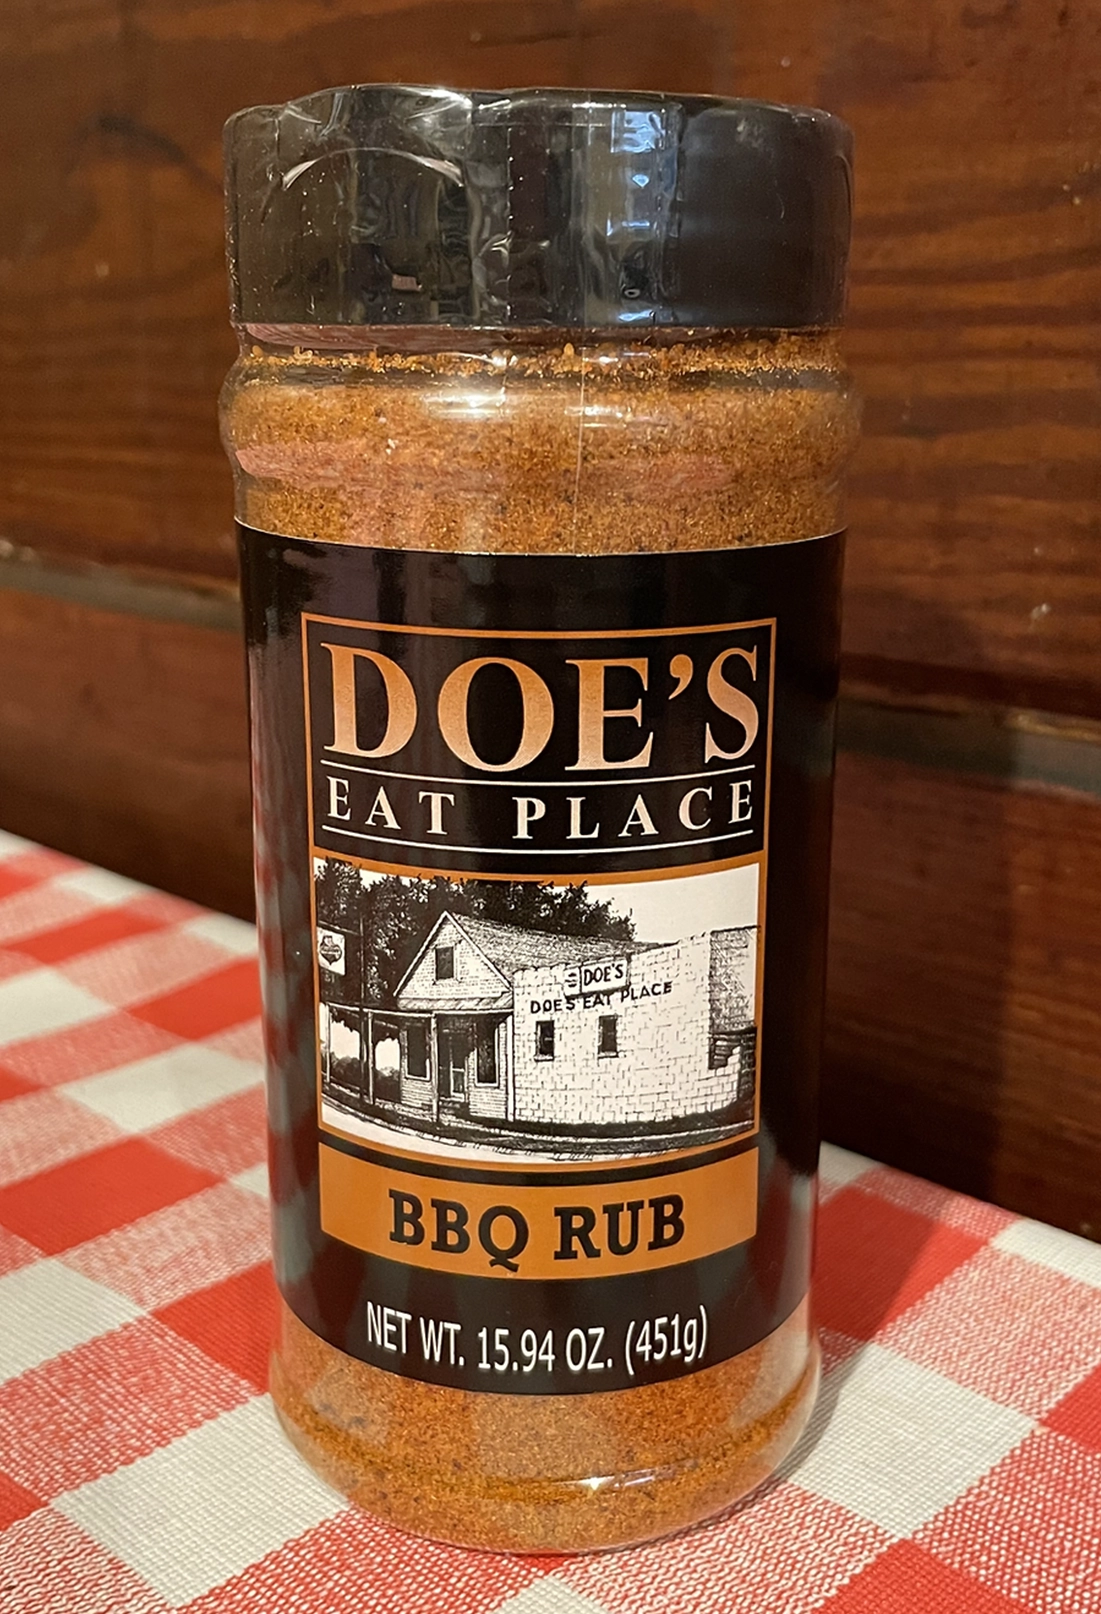 DOE'S
EAT PLACE
DOE'S
DOE'S EAT PLACE
BBQ RUB
NET WT. 15.94 OZ. (451g)